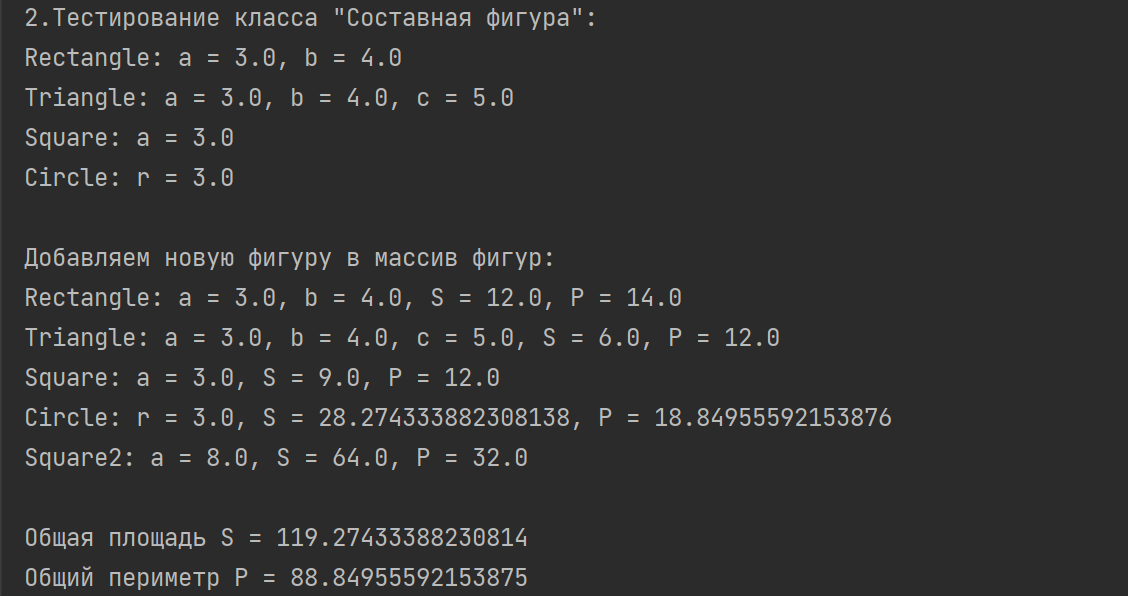 2.Тестирование класса "Составная фигура":
Rectangle: a = 3.0, b = 4.0
Triangle: a = 3.0, b = 4.0, c = 5.0
Square: a = 3.0
Circle: r = 3.0
Добавляем новую фигуру в массив фигур:
Rectangle: a = 3.0, b = 4.0, S = 12.0, P = 14.0
Triangle: a = 3.0, b = 4.0, c = 5.0, S = 6.0, P = 12.0
Square: a = 3.0, S = 9.0, P = 12.0
Circle: r = 3.0, S = 28.274333882308138, P = 18.84955592153876
Square2: a = 8.0, S = 64.0, P = 32.0
Общая площадь S = 119.27433388230814
Общий периметр P = 88.84955592153875